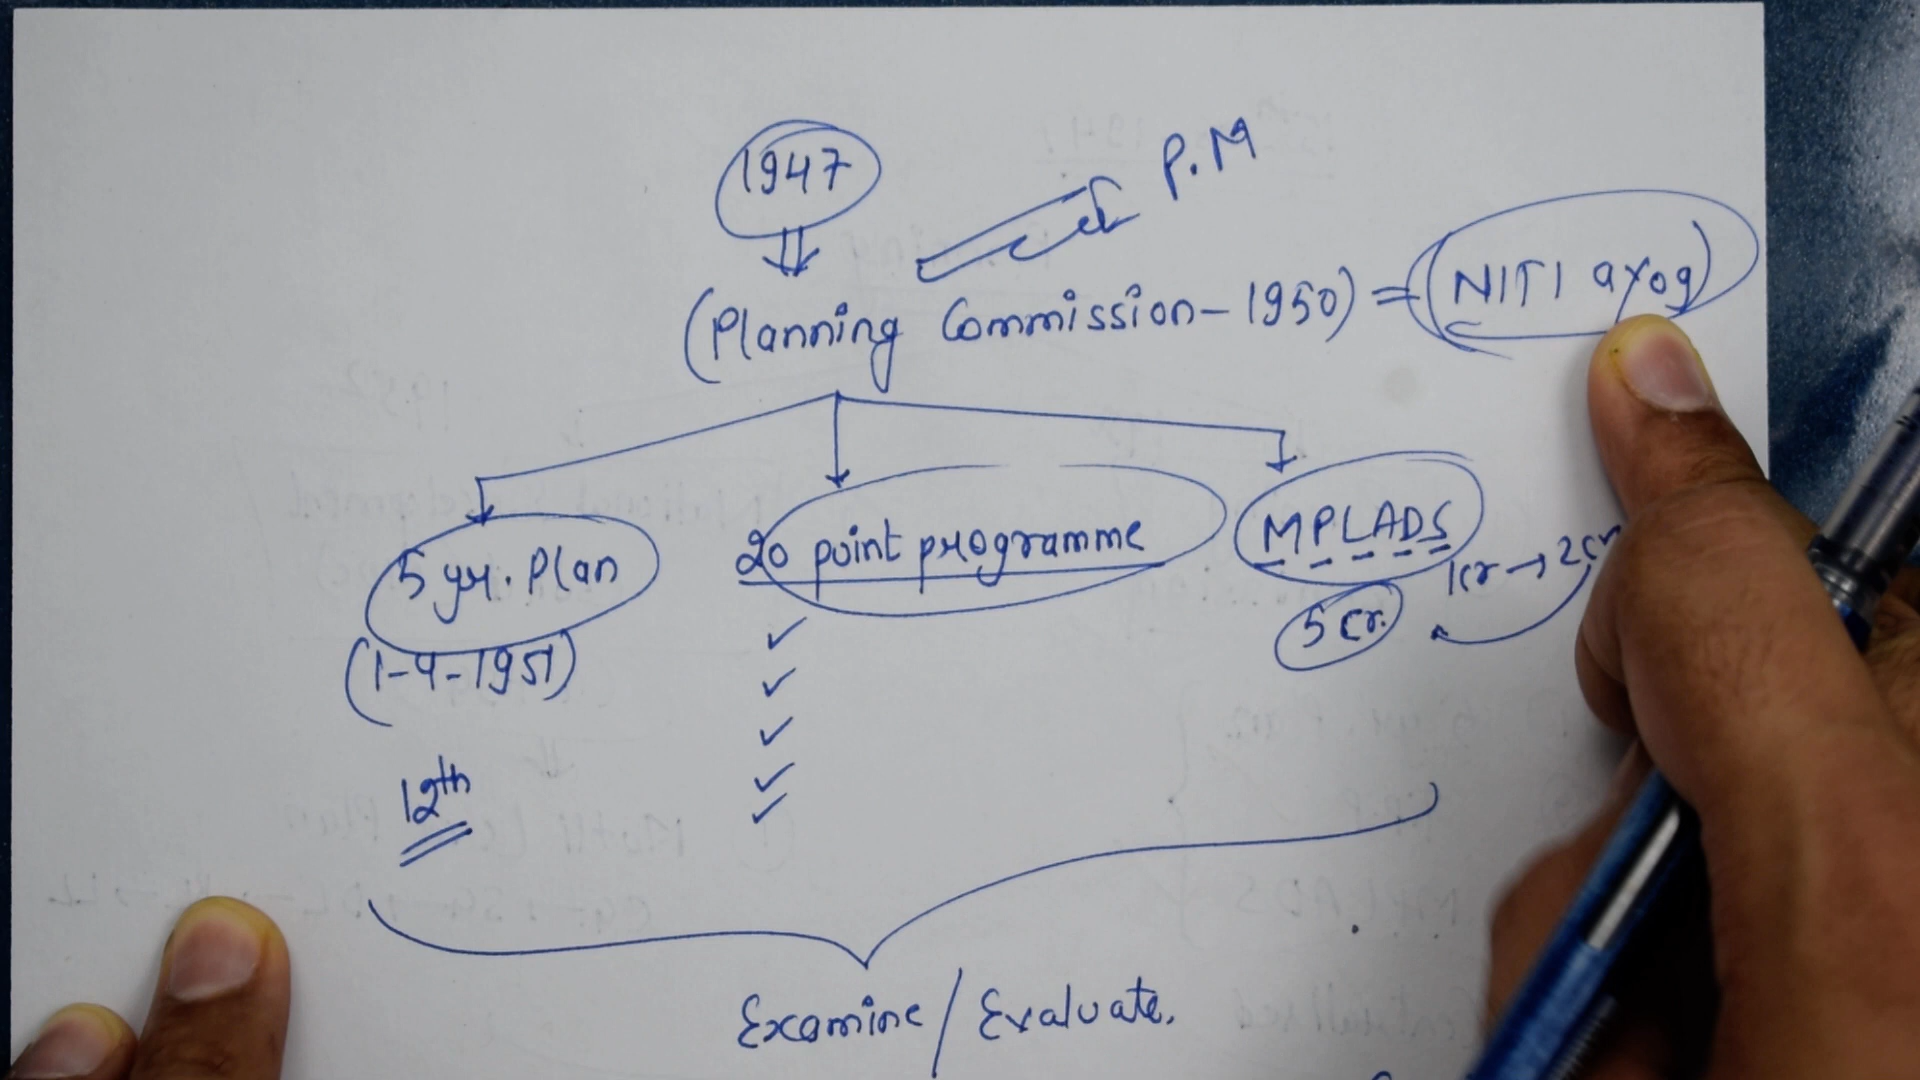 1947
P.M
(Planning Commission-1950) = (NITI ayog)
5 yr. Plan
20 point programme
MPLADS
(1-4-1951)
5 Cr.
1cr → 2cr
12th
Examine / Evaluate.